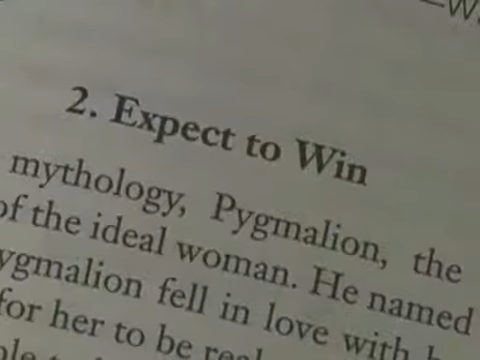 —W
2. Expect to Win
mythology, Pygmalion, the
of the ideal woman. He named
ygmalion fell in love with
for her to be real